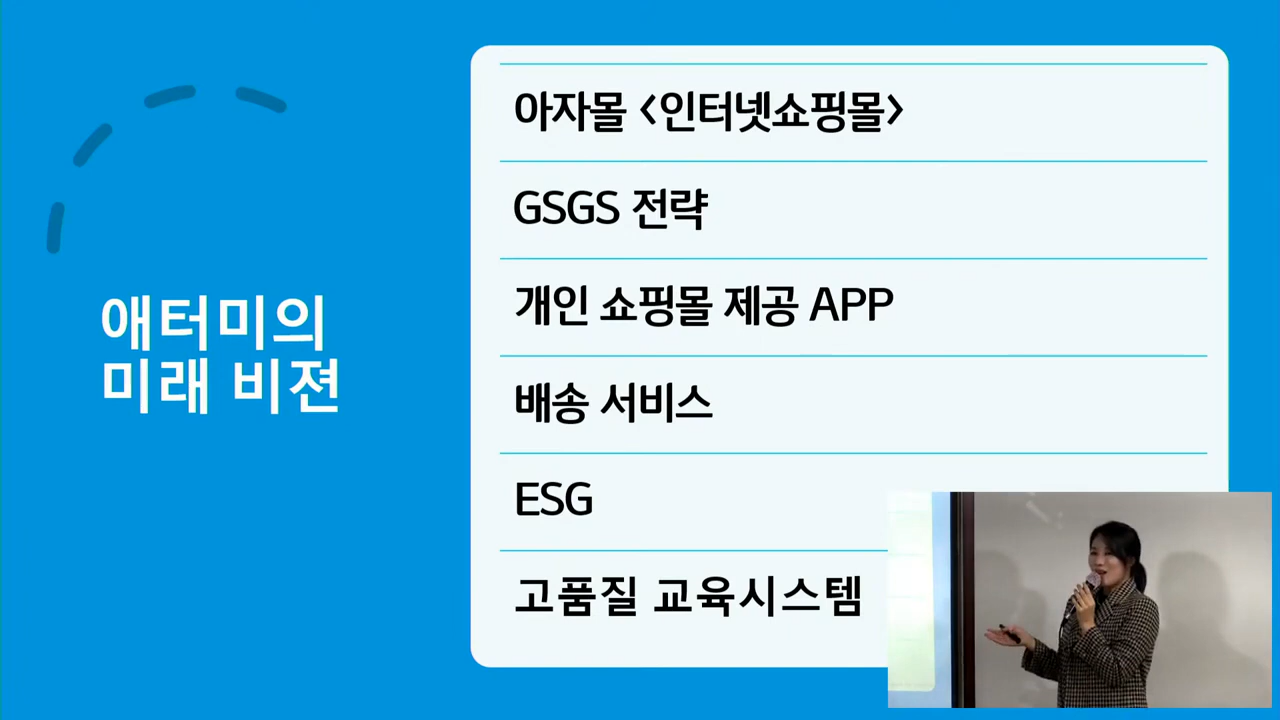 애터미의
미래 비젼
아자몰 <인터넷쇼핑몰>
GSGS 전략
개인 쇼핑몰 제공 APP
배송 서비스
ESG
고품질 교육시스템